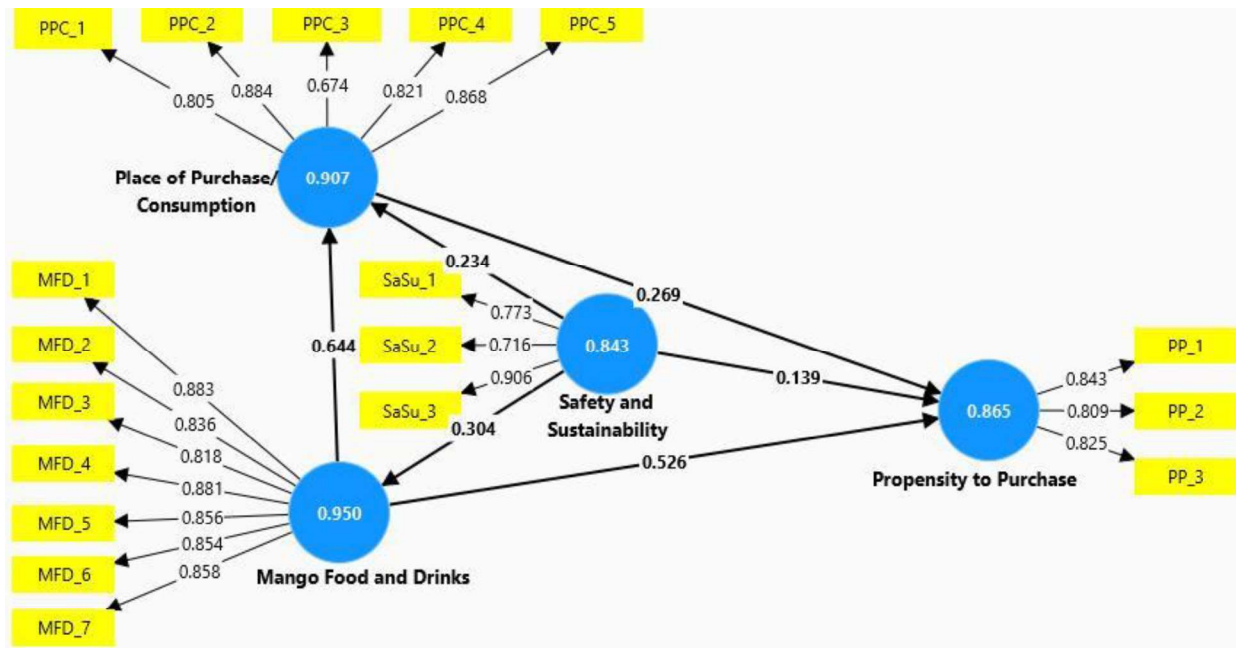 PPC_1
PPC_2
PPC_3
PPC_4
PPC_5
0.805
0.884
0.674
0.821
0.868
Place of Purchase/
Consumption
0.907
0.234
0.269
MFD_1
MFD_2
MFD_3
MFD_4
MFD_5
MFD_6
MFD_7
0.883
0.836
0.818
0.881
0.856
0.854
0.858
0.644
SaSu_1
SaSu_2
SaSu_3
0.773
0.716
0.906
0.843
Safety and
Sustainability
0.304
0.139
0.526
0.950
Mango Food and Drinks
0.865
Propensity to Purchase
0.843
0.809
0.825
PP_1
PP_2
PP_3